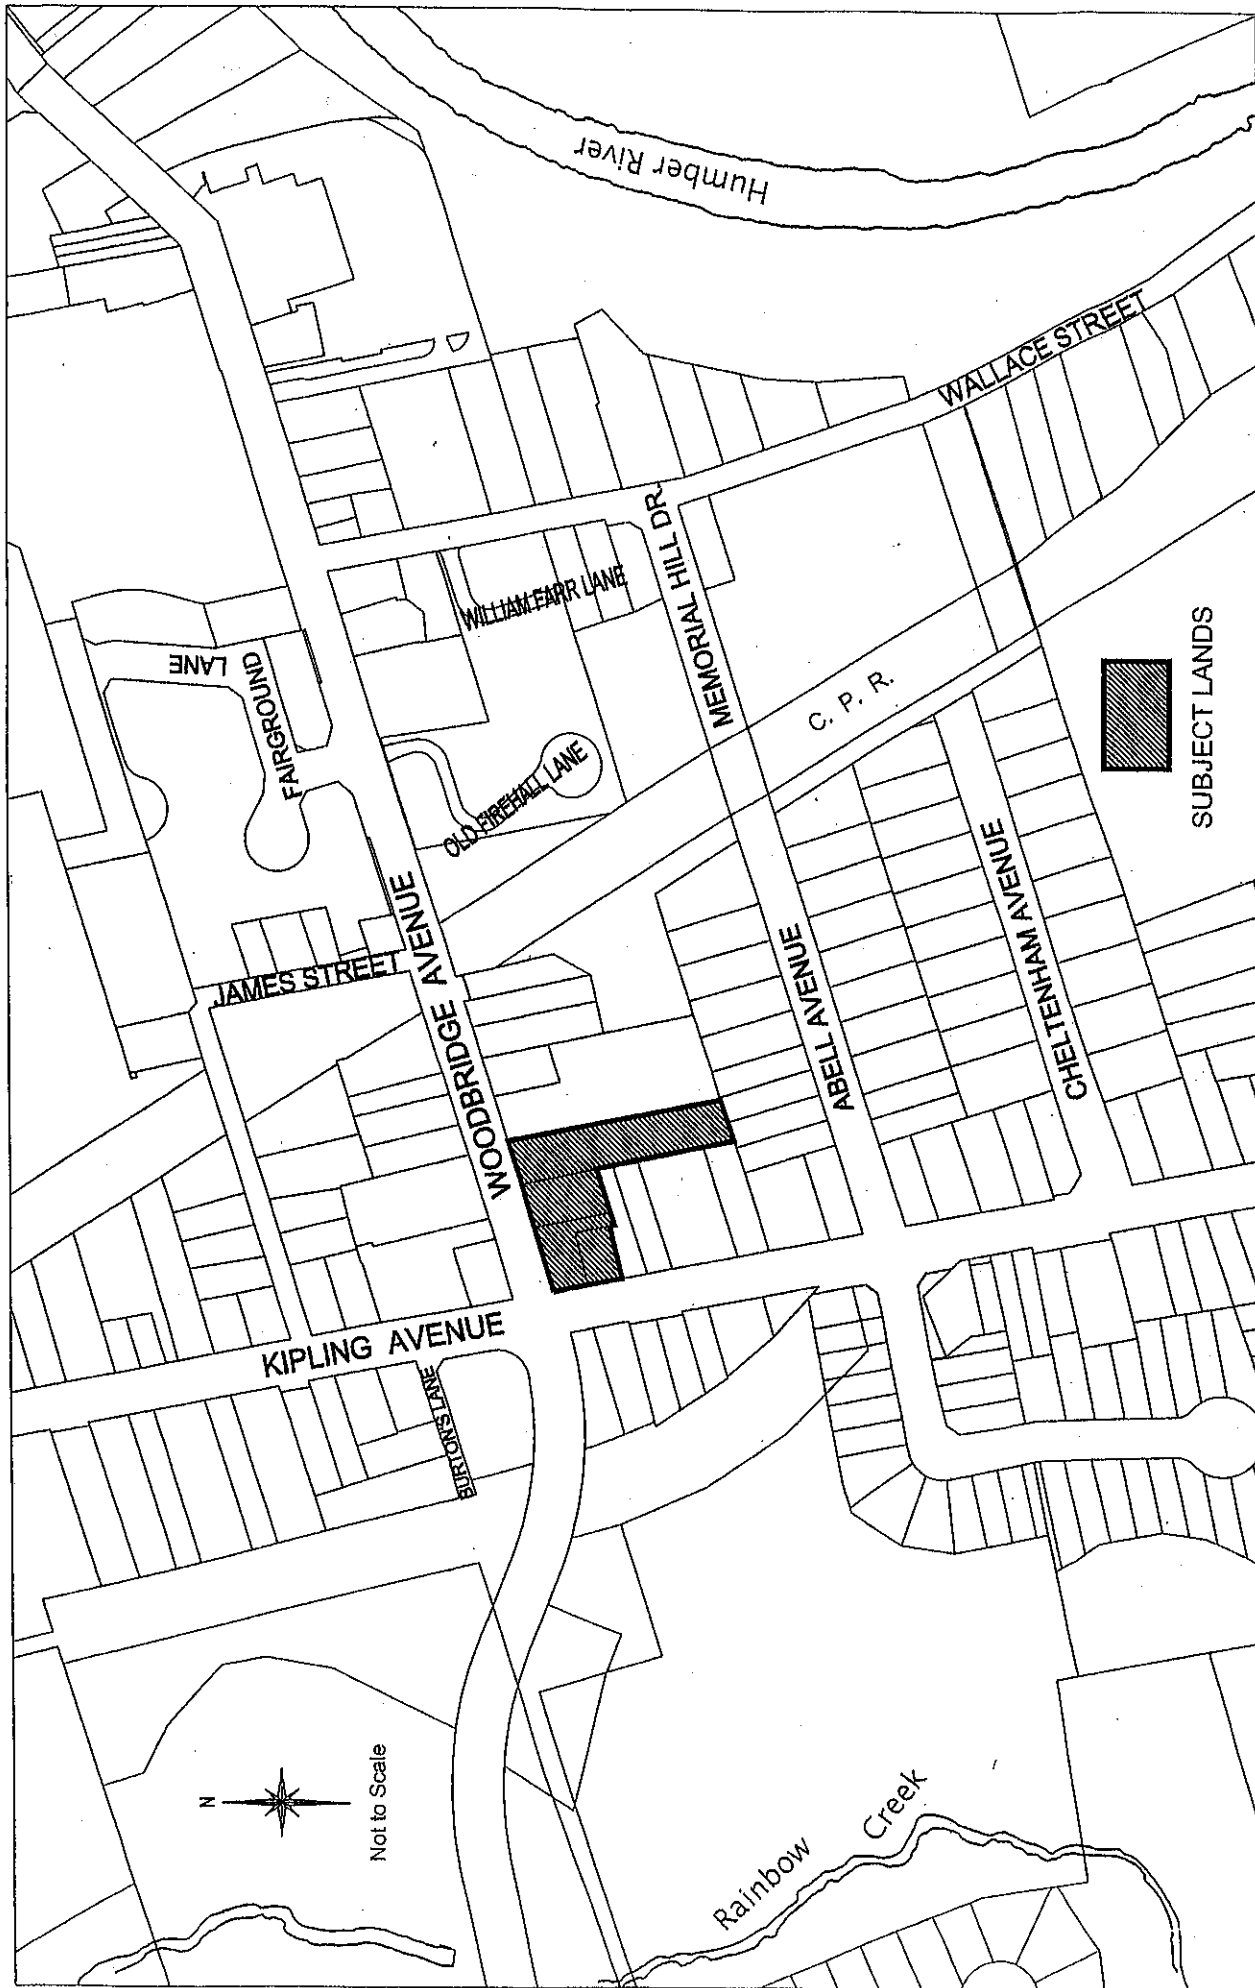 N
Not to Scale
Rainbow
Creek
BURTON'S LANE
KIPLING AVENUE
WOODBRIDGE AVENUE
JAMES STREET
FAIRGROUND
LANE
OLD FIREHALL LANE
WILLIAM FARR LANE
MEMORIAL HILL DR.
ABELL AVENUE
CHELTENHAM AVENUE
C. P. R.
WALLACE STREET
Humber River
SUBJECT LANDS